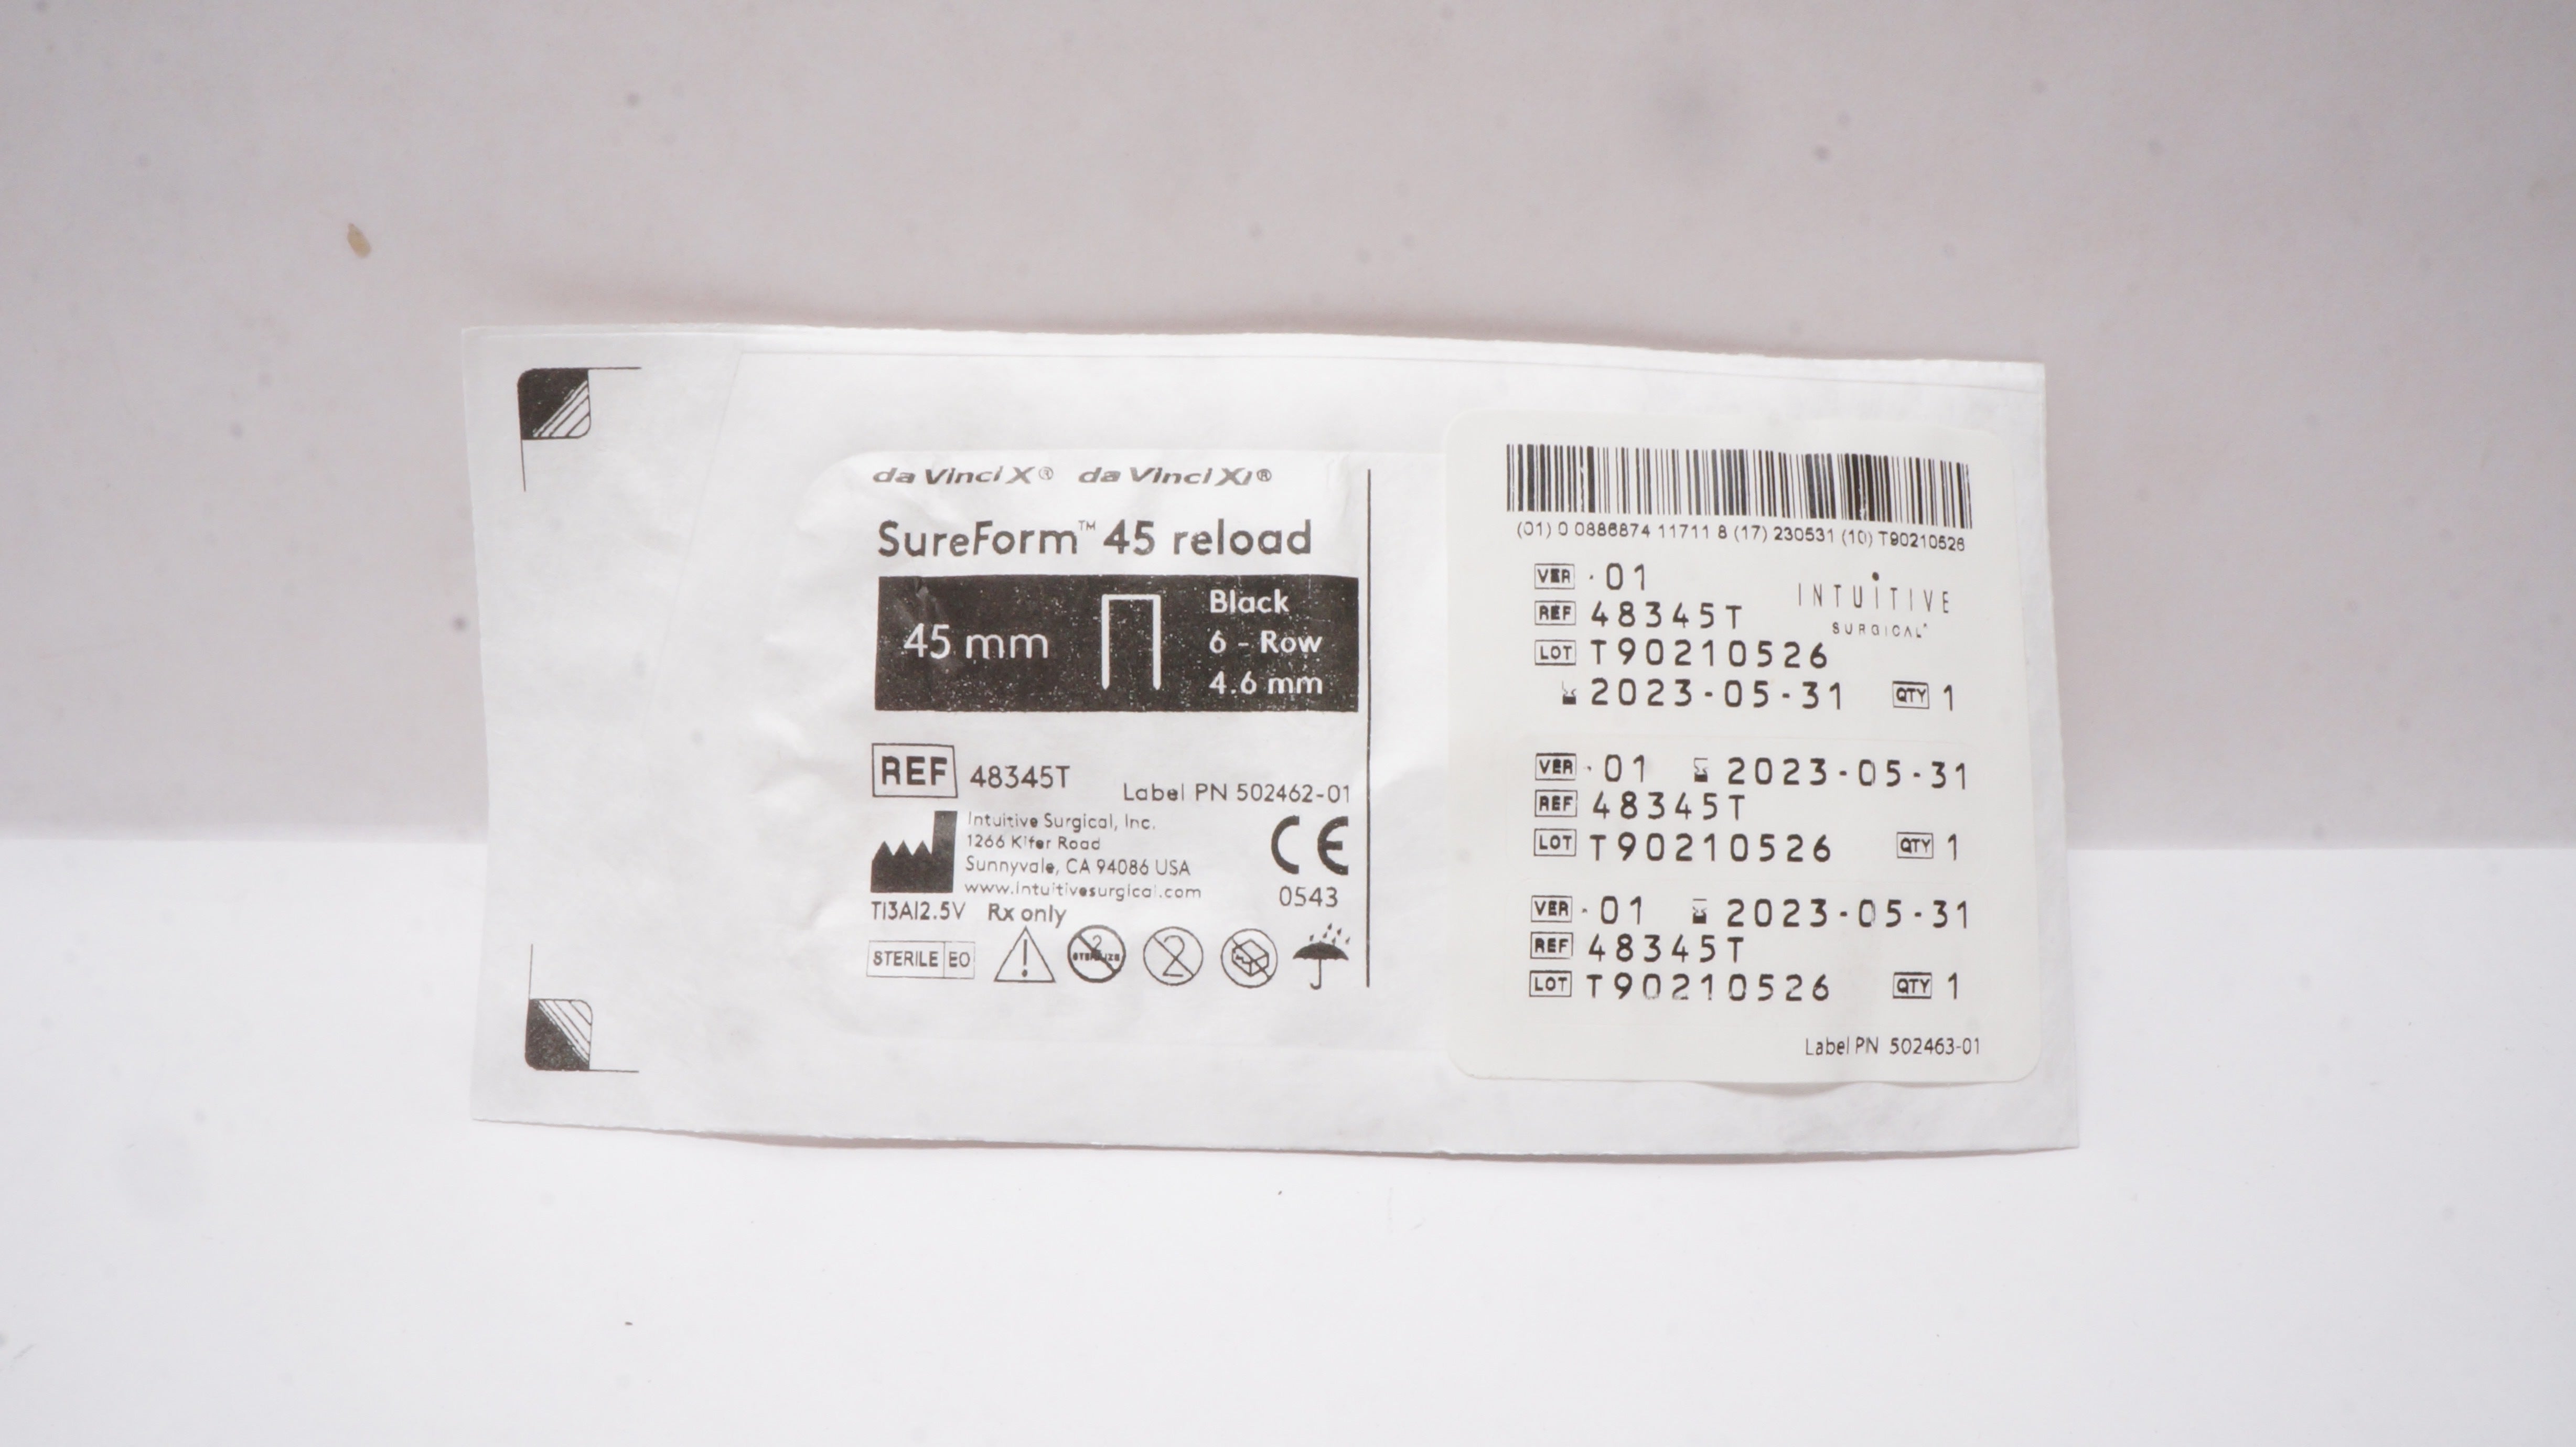 da Vinci X® da Vinci Xi®
SureForm™ 45 reload
45 mm
Black
6 - Row
4.6 mm
REF 48345T
Label PN 502462-01
Intuitive Surgical, Inc.
1266 Kifer Road
Sunnyvale, CA 94086 USA
www.intuitivesurgical.com
CE
0543
Ti3Al2.5V Rx only
STERILE EO
2
STERILIZE
2
(01) 0 0886874 11711 8 (17) 230531 (10) T90210526
VER - 01
INTUITIVE
SURGICAL
REF 48345T
LOT T90210526
2023-05-31 QTY 1
VER - 01 2023-05-31
REF 48345T
LOT T90210526 QTY 1
VER - 01 2023-05-31
REF 48345T
LOT T90210526 QTY 1
Label PN 502463-01